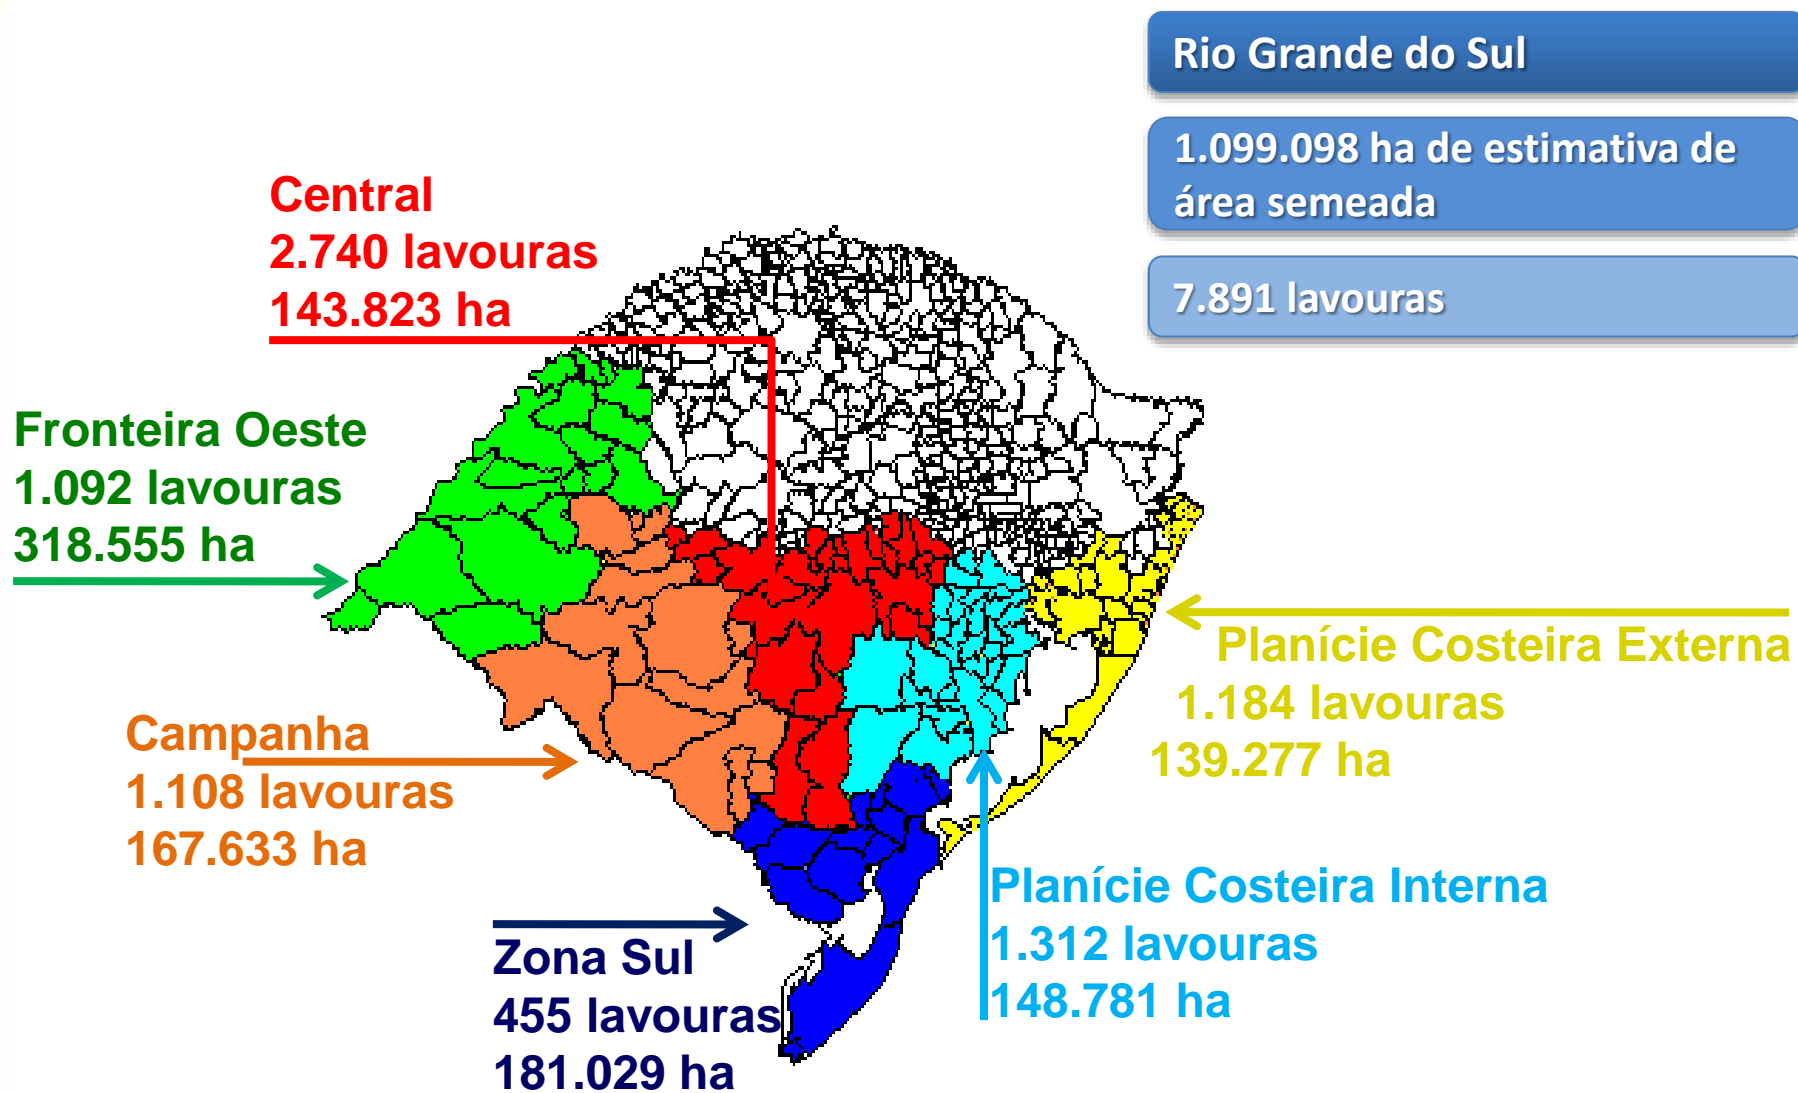 Rio Grande do Sul
1.099.098 ha de estimativa de
área semeada
7.891 lavouras
Central
2.740 lavouras
143.823 ha
Fronteira Oeste
1.092 lavouras
318.555 ha
Planície Costeira Externa
1.184 lavouras
139.277 ha
Campanha
1.108 lavouras
167.633 ha
Planície Costeira Interna
1.312 lavouras
148.781 ha
Zona Sul
455 lavouras
181.029 ha